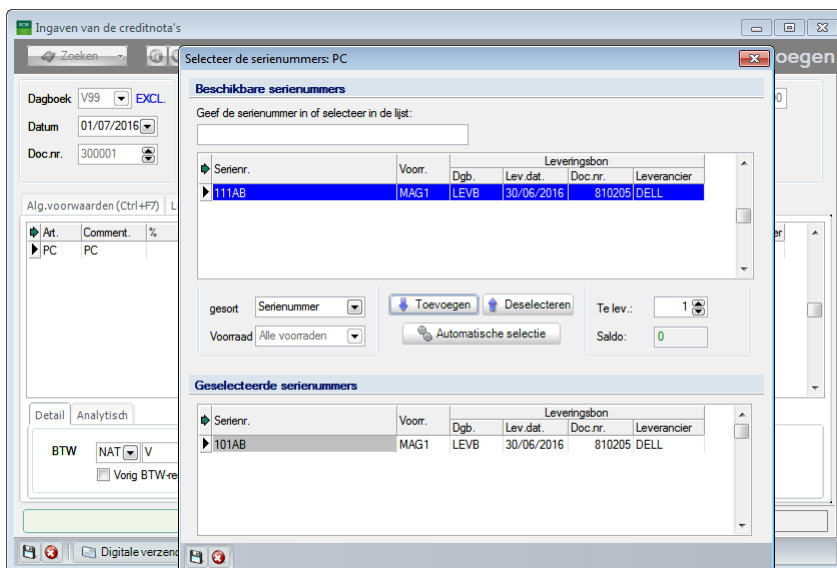 Ingaven van de creditnota's
Zoeken
oegen
Dagboek V99 EXCL.
Datum 01/07/2016
Doc.nr. 300001
Alg.voorwaarden (Ctrl+F7)
Art. Comment. %
PC PC
Detail Analytisch
BTW NAT V
Vorig BTW-re
Digitale verzend
Selecteer de serienummers: PC
Beschikbare serienummers
Geef de serienummer in of selecteer in de lijst:
Serienr. Voorr. Leveringsbon
Dgb. Lev.dat. Doc.nr. Leverancier
111AB MAG1 LEVB 30/06/2016 810205 DELL
gesort Serienummer Toevoegen Deselecteren Te lev.: 1
Voorraad Alle voorraden Automatische selectie Saldo: 0
Geselecteerde serienummers
Serienr. Voorr. Leveringsbon
Dgb. Lev.dat. Doc.nr. Leverancier
101AB MAG1 LEVB 30/06/2016 810205 DELL